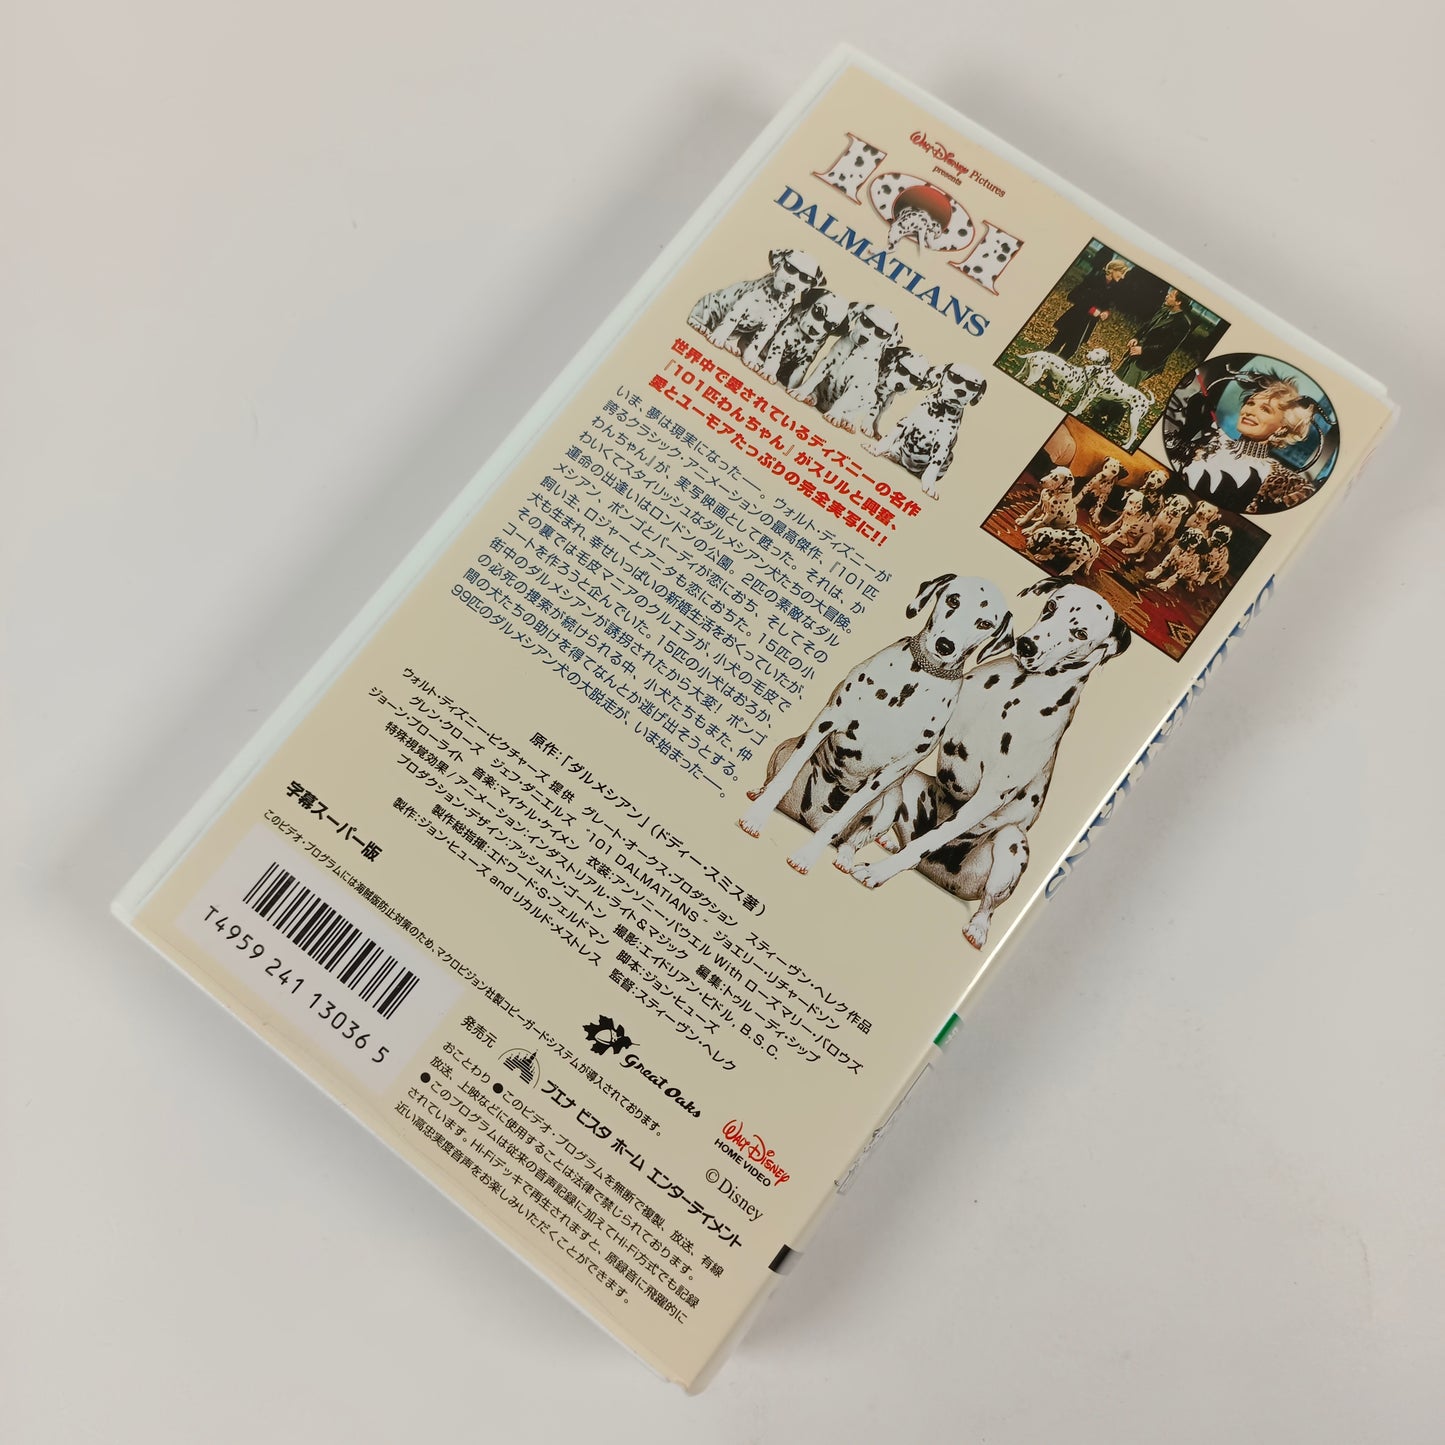 Walt Disney Pictures
presents
101
DALMATIANS
世界中で愛されているディズニーの名作
『101匹わんちゃん』がスリルと興奮、
愛とユーモアたっぷりの完全実写に!!
いま、夢は現実になった―。ウォルト・ディズニーが
誇るクラシック・アニメーションの最高傑作、『101匹
わんちゃん』が、実写映画として甦った。それは、か
わいくてスタイリッシュなダルメシアン犬たちの大冒険。
運命の出逢いはロンドンの公園。2匹の素敵なダル
メシアン、ポンゴとパーディが恋におち、そしてその
飼い主、ロジャーとアニータも恋におちた。15匹の小
犬も生まれ、幸せいっぱいの新婚生活をおくっていたが、
その裏では毛皮マニアのクルエラが、小犬の毛皮で
コートを作ろうと企んでいた。15匹の小犬はおろか、
街中のダルメシアンが誘拐されたから大変! ポンゴ
の必死の捜索が続けられる中、小犬たちもまた、仲
間の犬たちの助けを得てなんとか逃げ出そうとする。
99匹のダルメシアン犬の大脱走が、いま始まった―。
原作:「ダルメシアン」(ドディー・スミス著)
ウォルト・ディズニー・ピクチャーズ 提供 グレート・オークス・プロダクション スティーヴン・ヘレク作品
グレン・クローズ ジェフ・ダニエルズ '101 DALMATIANS' ジョエリー・リチャードソン
ジョーン・プローライト 音楽:マイケル・ケイメン 衣装:アンソニー・パウエル With ローズマリー・バロウズ
特殊視覚効果/アニメーション:インダストリアル・ライト&マジック 編集:トゥルーディ・シップ
プロダクション・デザイン:アッシュトン・ゴートン 撮影:エイドリアン・ビドル, B.S.C.
製作総指揮:エドワード・S・フェルドマン 脚本:ジョン・ヒューズ
製作:ジョン・ヒューズ and リカルド・メストレス 監督:スティーヴン・ヘレク
字幕スーパー版
このビデオ・プログラムには海賊版防止対策のため、マクロビジョン社製コピーガードシステムが導入されております。
T4959 241 13036 5
Great Oaks
発売元
ブエナ ビスタ ホーム エンターテイメント
Walt Disney
HOME VIDEO
© Disney
おことわり ●このビデオ・プログラムを無断で複製、放送、有線
放送、上映などに使用することは法律で禁じられております。
●このプログラムは従来の音声記録に加えてHi-Fi方式でも記録
されています。Hi-Fiデッキで再生されますと、原録音に飛躍的に
近い高忠実度音声をお楽しみいただくことができます。
DALMATIANS